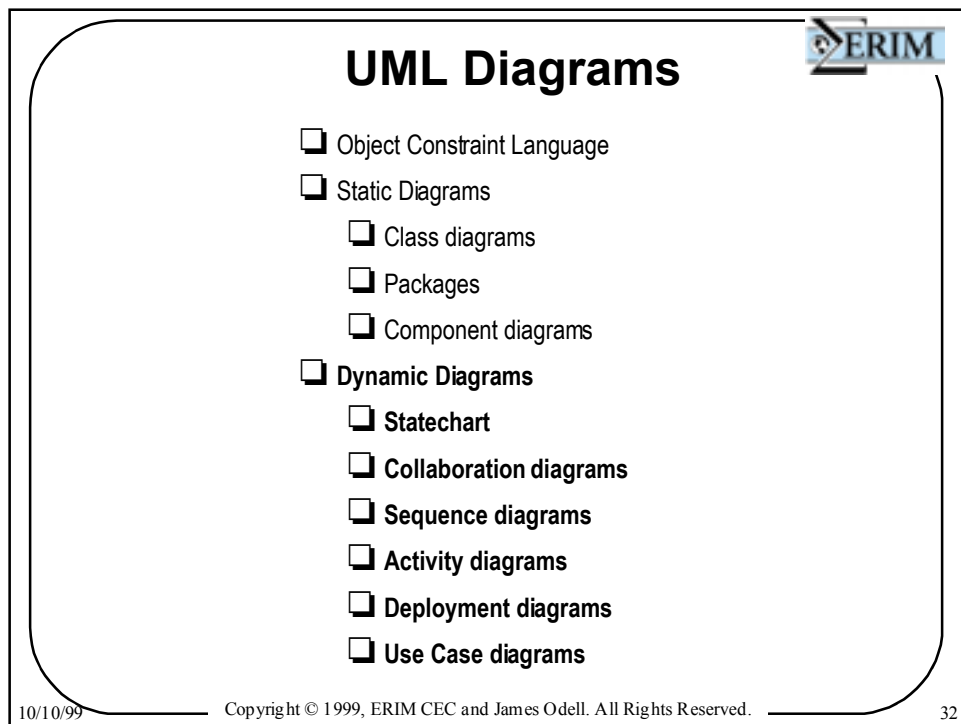 ERIM
UML Diagrams
Object Constraint Language
Static Diagrams
Class diagrams
Packages
Component diagrams
Dynamic Diagrams
Statechart
Collaboration diagrams
Sequence diagrams
Activity diagrams
Deployment diagrams
Use Case diagrams
10/10/99 Copyright © 1999, ERIM CEC and James Odell. All Rights Reserved. 32